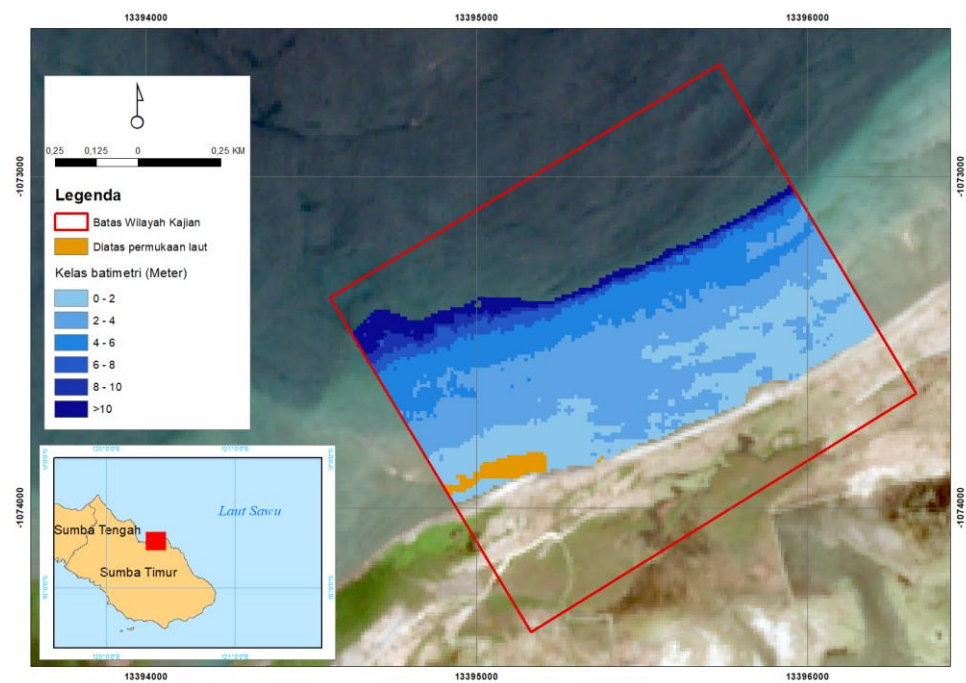 13394000
13395000
13396000
-1073000
-1073000
-1074000
-1074000
0,25 0,125 0 0,25 KM
Legenda
Batas Wilayah Kajian
Diatas permukaan laut
Kelas batimetri (Meter)
0 - 2
2 - 4
4 - 6
6 - 8
8 - 10
>10
Laut Sawu
Sumba Tengah
Sumba Timur
13394000
13395000
13396000